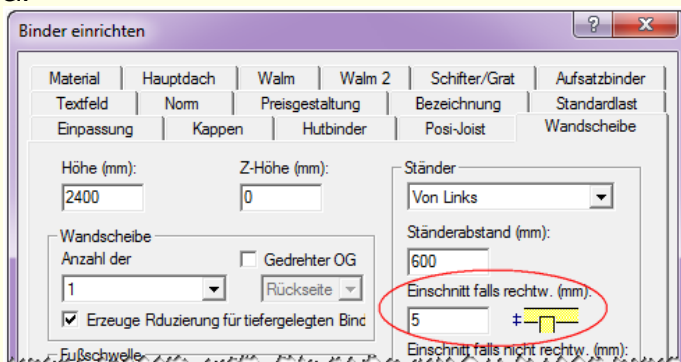 Binder einrichten
Material Hauptdach Walm Walm 2 Schifter/Grat Aufsatzbinder
Textfeld Norm Preisgestaltung Bezeichnung Standardlast
Einpassung Kappen Hutbinder Posi-Joist Wandscheibe
Höhe (mm): Z-Höhe (mm):
2400 0
Ständer
Von Links
Ständerabstand (mm):
600
Wandscheibe
Anzahl der Gedrehter OG
1 Rückseite
Erzeuge Rduzierung für tiefergelegten Bind
Einschnitt falls rechtw. (mm):
5
Fußschwelle
Einschnitt falls nicht rechtw. (mm):